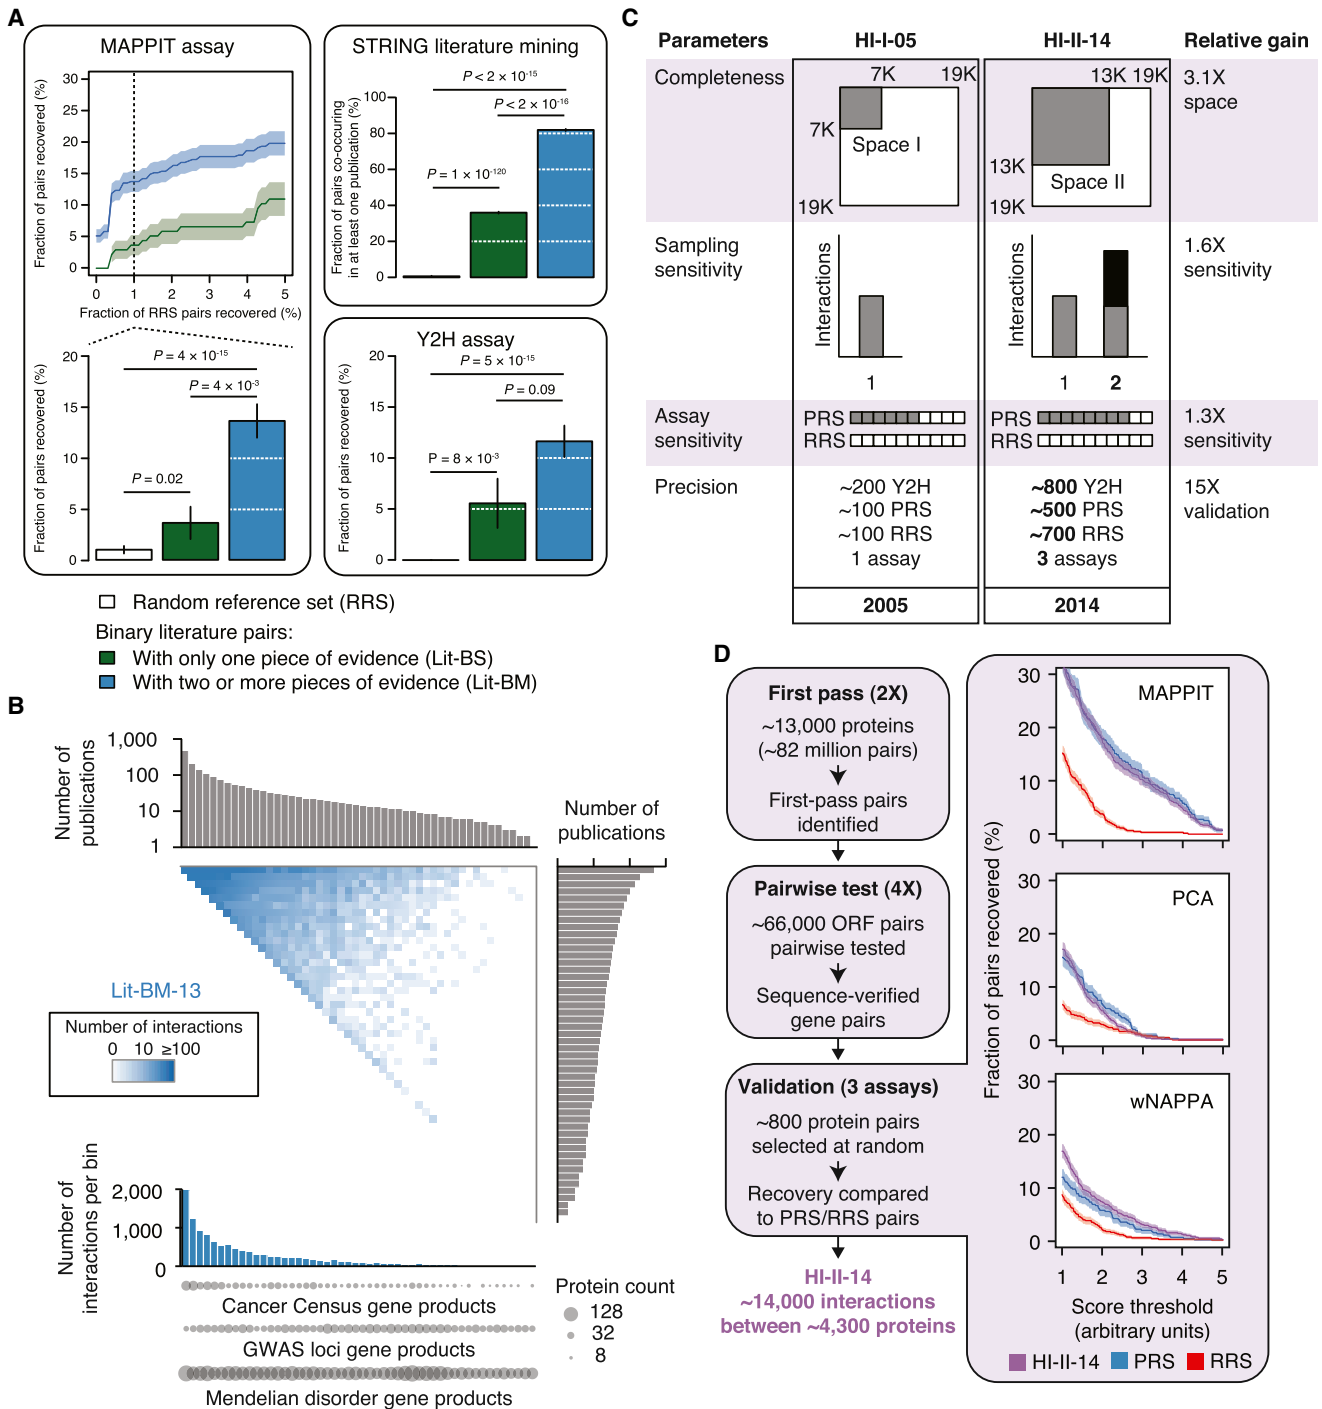 A
MAPPIT assay
Fraction of pairs recovered (%)
30
25
20
15
10
5
0
0 1 2 3 4 5
Fraction of RRS pairs recovered (%)
Fraction of pairs recovered (%)
20
15
10
5
0
P = 4 × 10-15
P = 4 × 10-3
P = 0.02
STRING literature mining
Fraction of pairs co-occuring
in at least one publication (%)
100
80
60
40
20
0
P < 2 × 10-15
P < 2 × 10-16
P = 1 × 10-120
Y2H assay
Fraction of pairs recovered (%)
20
15
10
5
0
P = 5 × 10-15
P = 0.09
P = 8 × 10-3
Random reference set (RRS)
Binary literature pairs:
With only one piece of evidence (Lit-BS)
With two or more pieces of evidence (Lit-BM)
B
Number of
publications
1,000
100
10
1
Number of
publications
Lit-BM-13
Number of interactions
0 10 ≥100
Number of
interactions per bin
2,000
1,000
0
Cancer Census gene products
GWAS loci gene products
Mendelian disorder gene products
Protein count
128
32
8
C
Parameters HI-I-05 HI-II-14 Relative gain
Completeness
7K 19K
7K
Space I
19K
13K 19K
13K
Space II
19K
3.1X
space
Sampling
sensitivity
Interactions
1
Interactions
1 2
1.6X
sensitivity
Assay
sensitivity
PRS
RRS
PRS
RRS
1.3X
sensitivity
Precision
~200 Y2H
~100 PRS
~100 RRS
1 assay
~800 Y2H
~500 PRS
~700 RRS
3 assays
15X
validation
2005
2014
D
First pass (2X)
~13,000 proteins
(~82 million pairs)
First-pass pairs
identified
Pairwise test (4X)
~66,000 ORF pairs
pairwise tested
Sequence-verified
gene pairs
Validation (3 assays)
~800 protein pairs
selected at random
Recovery compared
to PRS/RRS pairs
HI-II-14
~14,000 interactions
between ~4,300 proteins
Fraction of pairs recovered (%)
MAPPIT
30
20
10
0
PCA
30
20
10
0
wNAPPA
30
20
10
0
1 2 3 4 5
Score threshold
(arbitrary units)
HI-II-14 PRS RRS